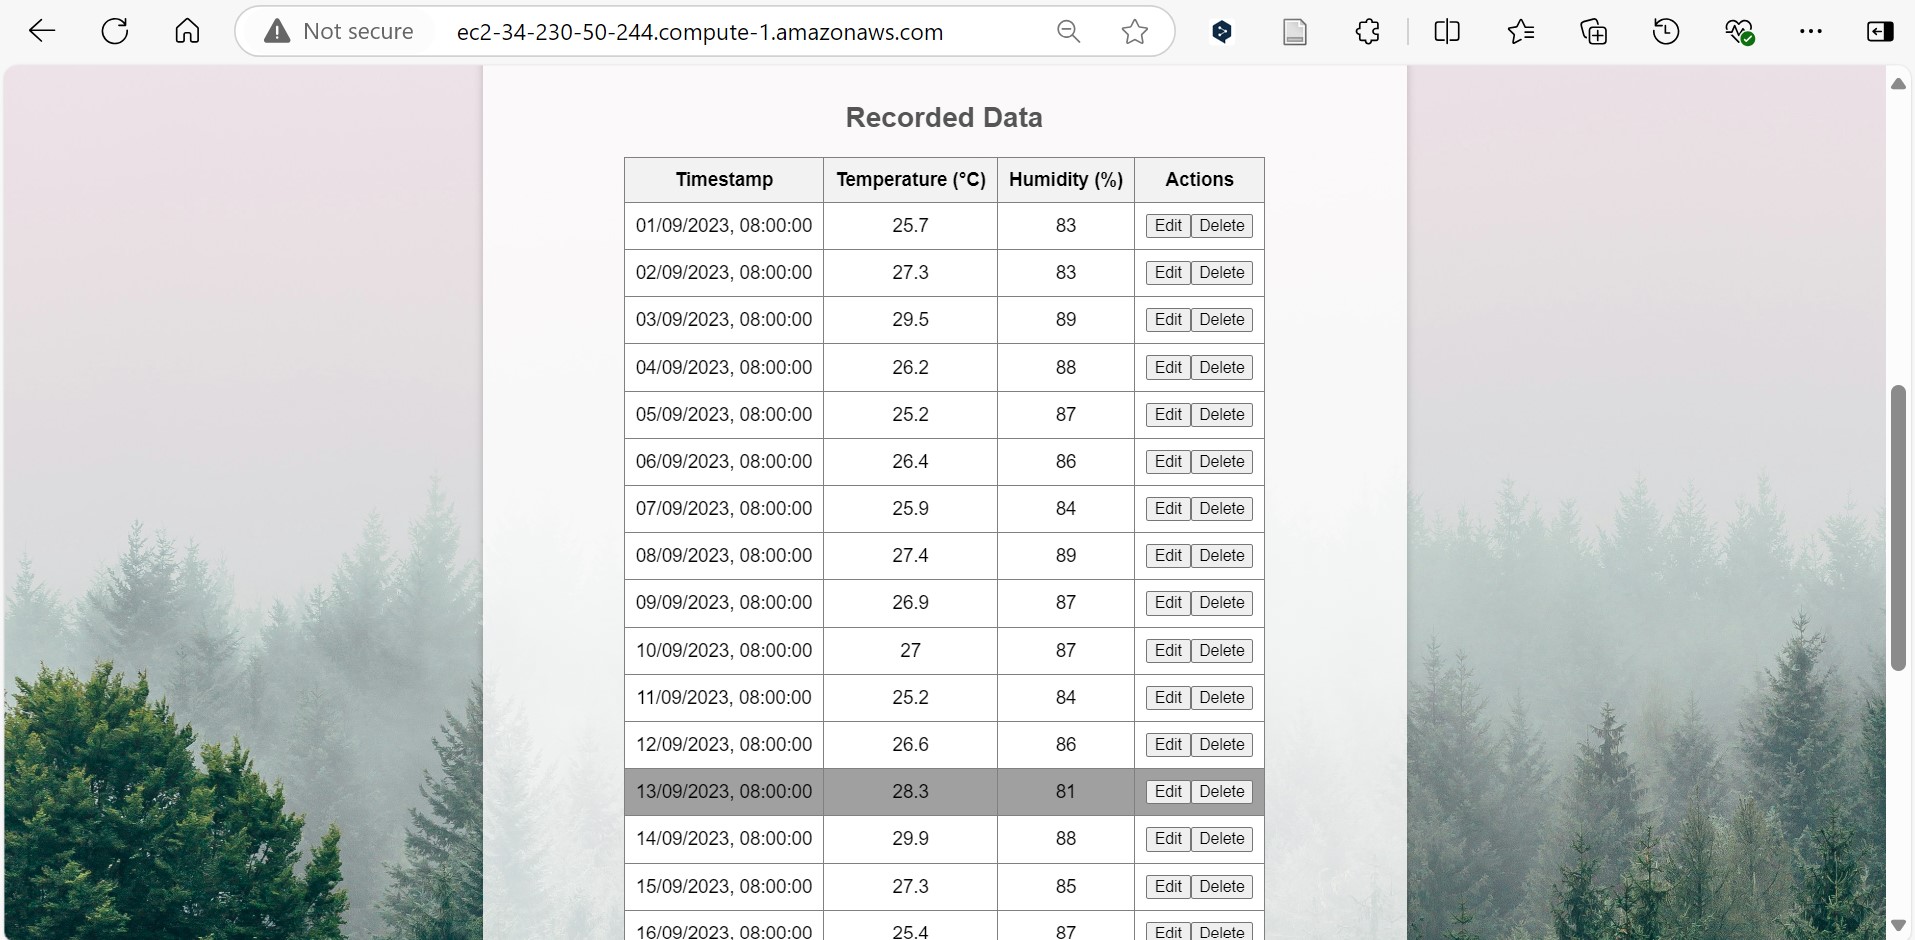 Not secure ec2-34-230-50-244.compute-1.amazonaws.com
Recorded Data
Timestamp Temperature (°C) Humidity (%) Actions
01/09/2023, 08:00:00 25.7 83 Edit Delete
02/09/2023, 08:00:00 27.3 83 Edit Delete
03/09/2023, 08:00:00 29.5 89 Edit Delete
04/09/2023, 08:00:00 26.2 88 Edit Delete
05/09/2023, 08:00:00 25.2 87 Edit Delete
06/09/2023, 08:00:00 26.4 86 Edit Delete
07/09/2023, 08:00:00 25.9 84 Edit Delete
08/09/2023, 08:00:00 27.4 89 Edit Delete
09/09/2023, 08:00:00 26.9 87 Edit Delete
10/09/2023, 08:00:00 27 87 Edit Delete
11/09/2023, 08:00:00 25.2 84 Edit Delete
12/09/2023, 08:00:00 26.6 86 Edit Delete
13/09/2023, 08:00:00 28.3 81 Edit Delete
14/09/2023, 08:00:00 29.9 88 Edit Delete
15/09/2023, 08:00:00 27.3 85 Edit Delete
16/09/2023, 08:00:00 25.4 87 Edit Delete